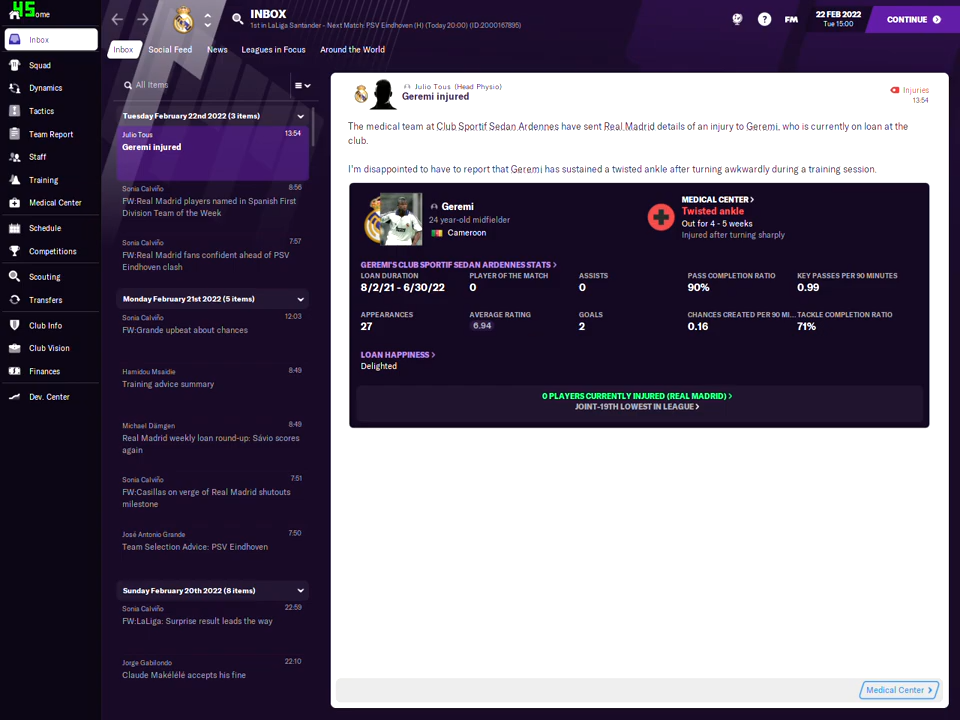 45
ome
INBOX
1st in LaLiga Santander - Next Match: PSV Eindhoven (H) (Today 20:00) (ID:2000167895)
FM
22 FEB 2022
Tue 15:00
CONTINUE
Inbox
Squad
Dynamics
Tactics
Team Report
Staff
Training
Medical Center
Schedule
Competitions
Scouting
Transfers
Club Info
Club Vision
Finances
Dev. Center
Inbox
Social Feed
News
Leagues in Focus
Around the World
All Items
Tuesday February 22nd 2022 (3 items)
Julio Tous 13:54
Geremi injured
Sonia Calviño 8:56
FW:Real Madrid players named in Spanish First
Division Team of the Week
Sonia Calviño 7:57
FW:Real Madrid fans confident ahead of PSV
Eindhoven clash
Monday February 21st 2022 (5 items)
Sonia Calviño 12:03
FW:Grande upbeat about chances
Hamidou Msaidie 8:49
Training advice summary
Michael Dämgen 8:49
Real Madrid weekly loan round-up: Sávio scores
again
Sonia Calviño 7:51
FW:Casillas on verge of Real Madrid shutouts
milestone
José Antonio Grande 7:50
Team Selection Advice: PSV Eindhoven
Sunday February 20th 2022 (8 items)
Sonia Calviño 22:59
FW:LaLiga: Surprise result leads the way
Jorge Gabilondo 22:10
Claude Makélélé accepts his fine
Julio Tous (Head Physio)
Geremi injured
Injuries
13:54
The medical team at Club Sportif Sedan Ardennes have sent Real Madrid details of an injury to Geremi, who is currently on loan at the
club.
I'm disappointed to have to report that Geremi has sustained a twisted ankle after turning awkwardly during a training session.
Geremi
24 year-old midfielder
Cameroon
MEDICAL CENTER >
Twisted ankle
Out for 4 - 5 weeks
Injured after turning sharply
GEREMI'S CLUB SPORTIF SEDAN ARDENNES STATS >
LOAN DURATION PLAYER OF THE MATCH ASSISTS PASS COMPLETION RATIO KEY PASSES PER 90 MINUTES
8/2/21 - 6/30/22 0 0 90% 0.99
APPEARANCES AVERAGE RATING GOALS CHANCES CREATED PER 90 MI... TACKLE COMPLETION RATIO
27 6.94 2 0.16 71%
LOAN HAPPINESS >
Delighted
0 PLAYERS CURRENTLY INJURED (REAL MADRID) >
JOINT-19TH LOWEST IN LEAGUE >
Medical Center >